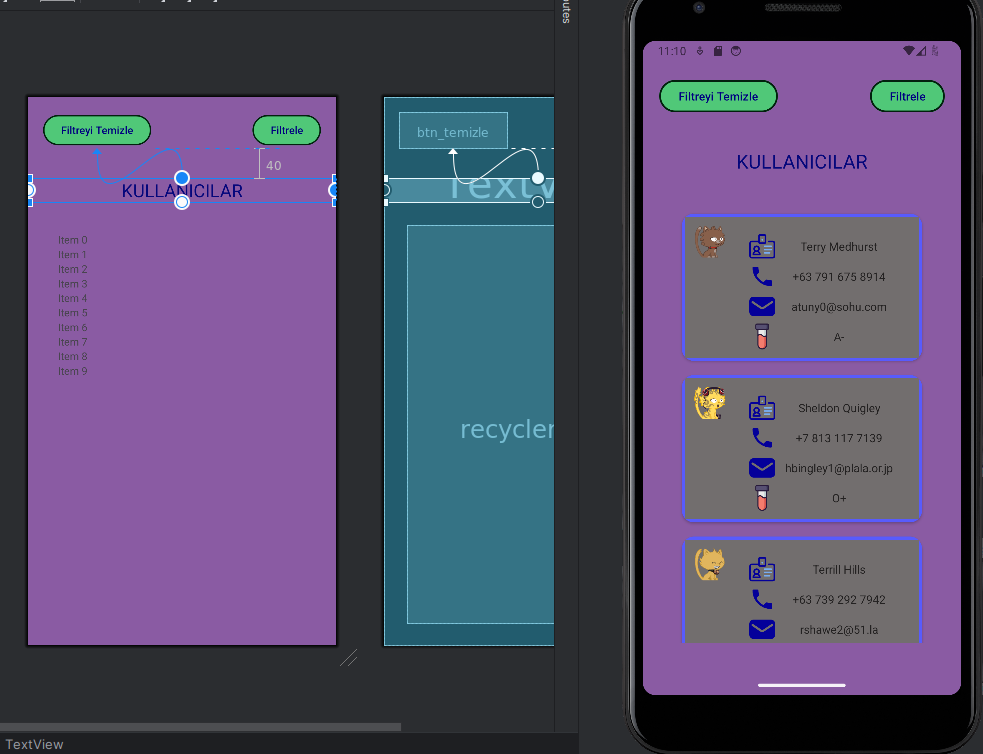 butes
Filtreyi Temizle
Filtrele
40
KULLANICILAR
Item 0
Item 1
Item 2
Item 3
Item 4
Item 5
Item 6
Item 7
Item 8
Item 9
btn_temizle
TextV
recycler
TextView
11:10
Filtreyi Temizle
Filtrele
KULLANICILAR
Terry Medhurst
+63 791 675 8914
atuny0@sohu.com
A-
Sheldon Quigley
+7 813 117 7139
hbingley1@plala.or.jp
O+
Terrill Hills
+63 739 292 7942
rshawe2@51.la